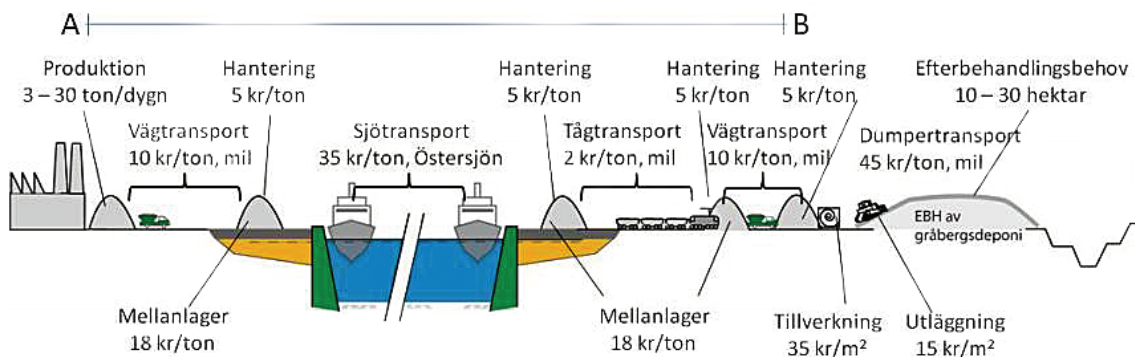 A
B
Produktion
3 – 30 ton/dygn
Hantering
5 kr/ton
Hantering
5 kr/ton
Hantering
5 kr/ton
Hantering
5 kr/ton
Efterbehandlingsbehov
10 – 30 hektar
Vägtransport
10 kr/ton, mil
Sjötransport
35 kr/ton, Östersjön
Tågtransport
2 kr/ton, mil
Vägtransport
10 kr/ton, mil
Dumpertransport
45 kr/ton, mil
EBH av
gråbergsdeponi
Mellanlager
18 kr/ton
Mellanlager
18 kr/ton
Tillverkning
35 kr/m²
Utläggning
15 kr/m²